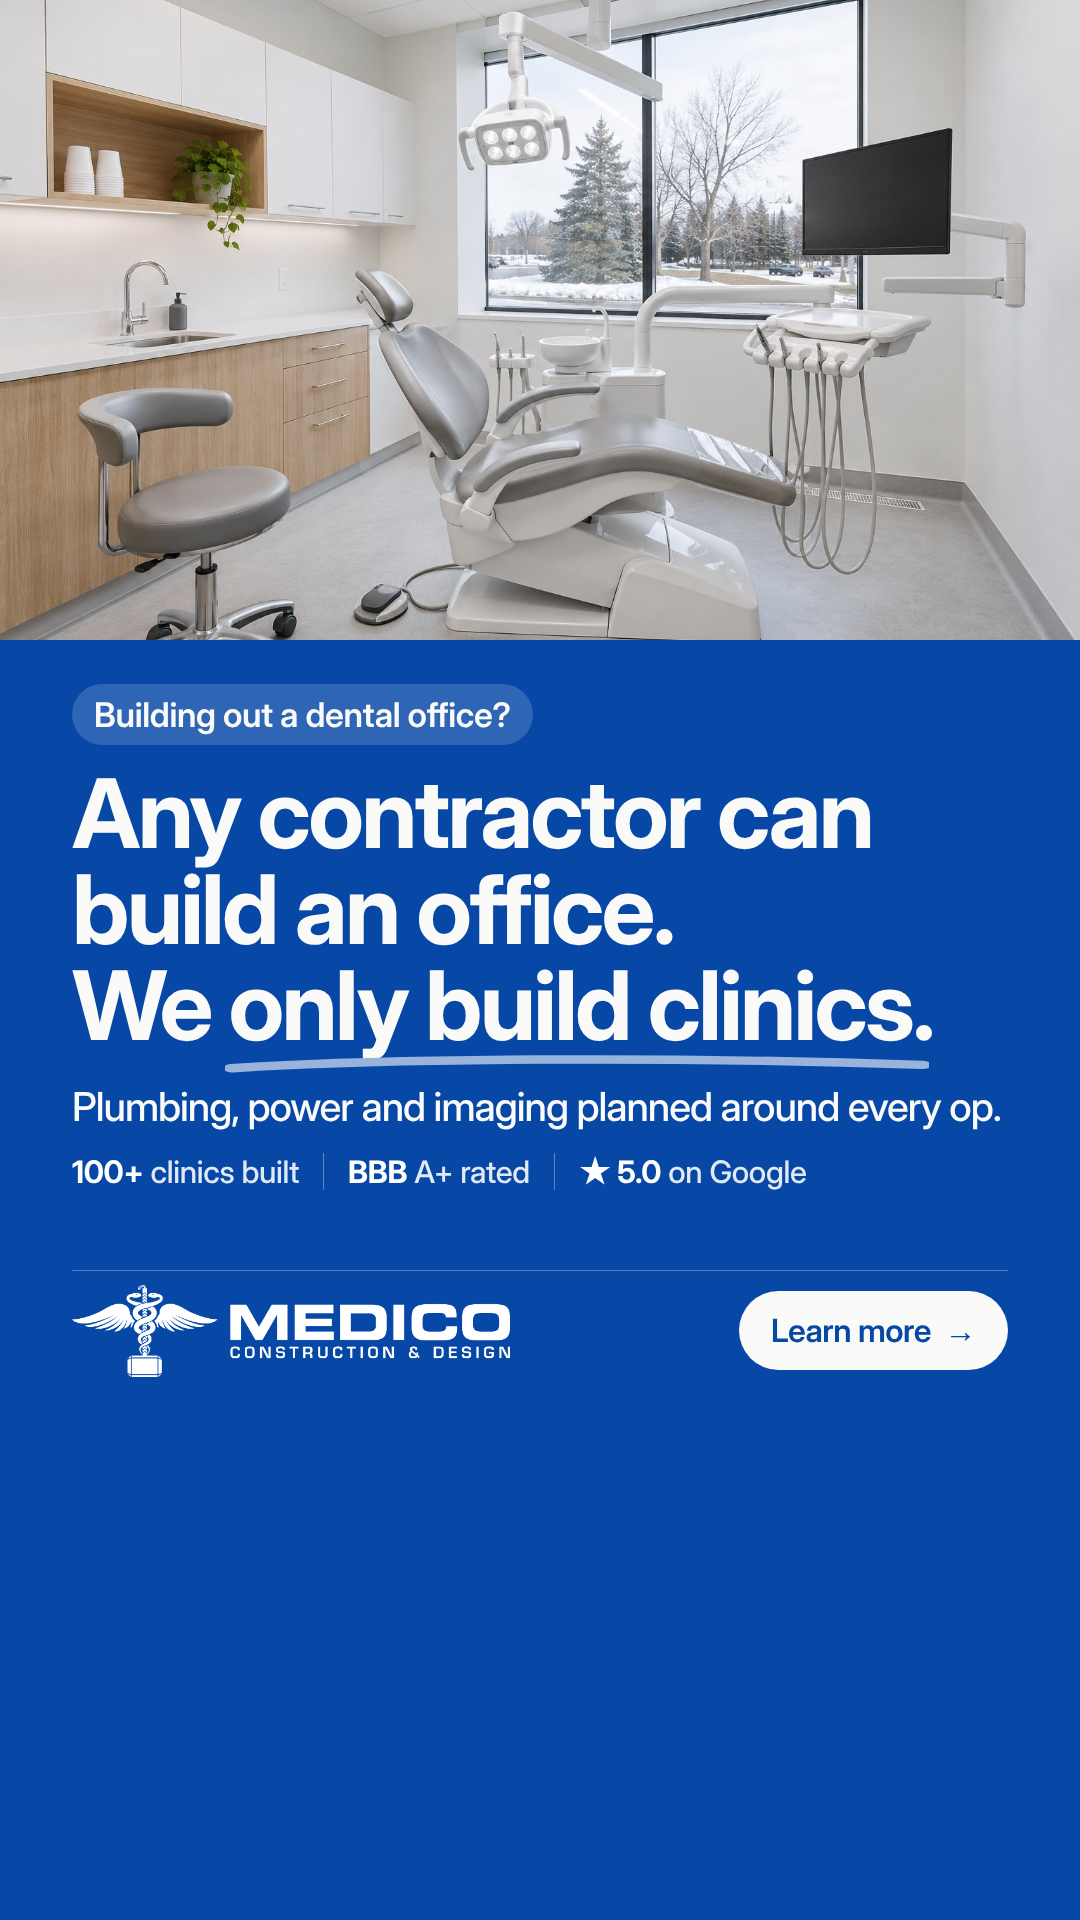 Building out a dental office?
Any contractor can
build an office.
We only build clinics.
Plumbing, power and imaging planned around every op.
100+ clinics built | BBB A+ rated | ★ 5.0 on Google
MEDICO
CONSTRUCTION & DESIGN
Learn more →